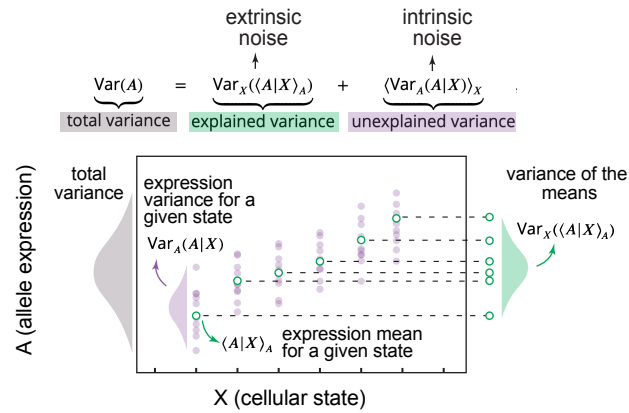 extrinsic
noise
intrinsic
noise
Var(A) = Var_X(⟨A|X⟩_A) + ⟨Var_A(A|X)⟩_X .
total variance
explained variance
unexplained variance
A (allele expression)
total
variance
expression
variance for a
given state
Var_A(A|X)
⟨A|X⟩_A
expression mean
for a given state
variance of the
means
Var_X(⟨A|X⟩_A)
X (cellular state)